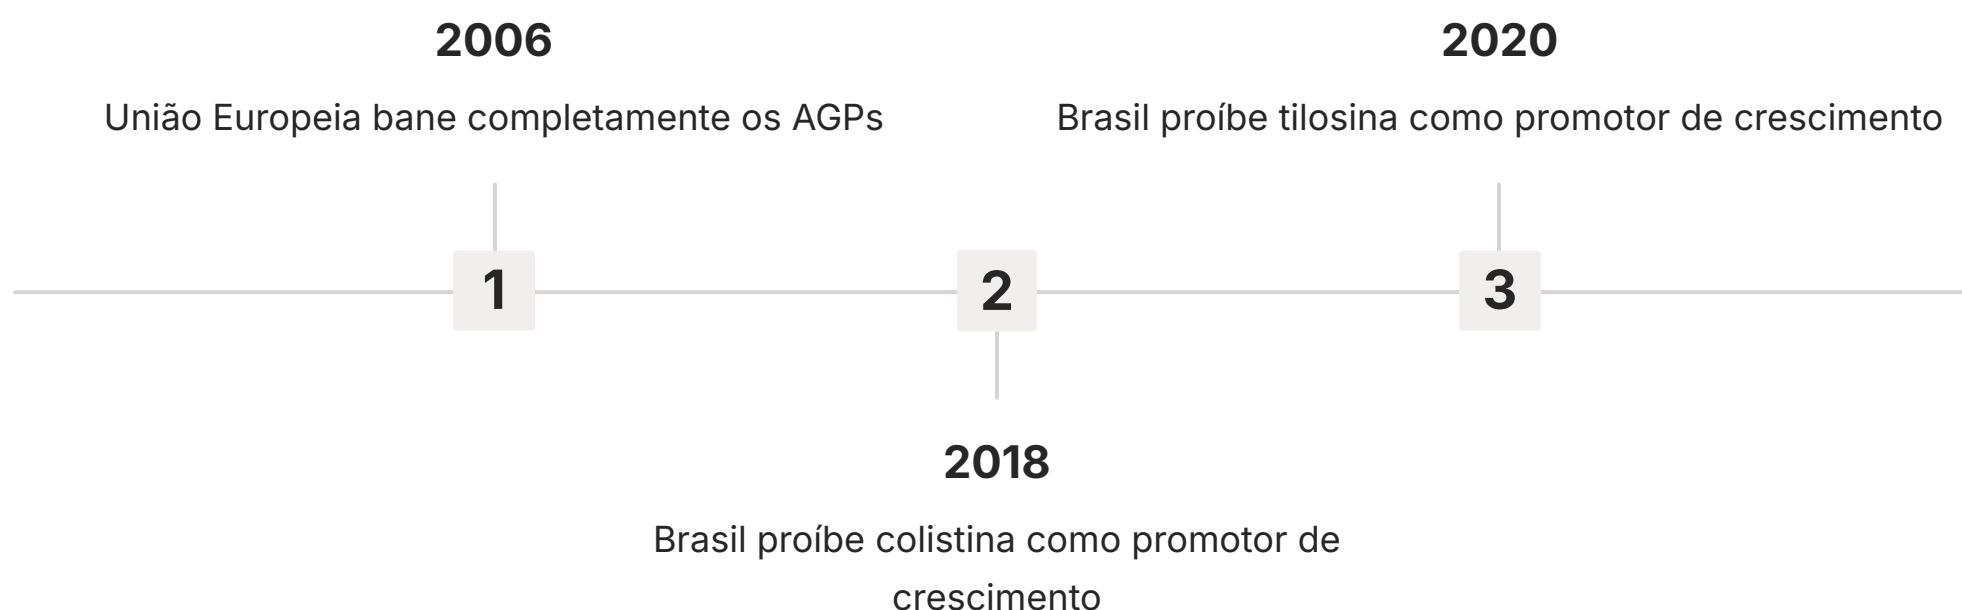 2006
União Europeia bane completamente os AGPs
2020
Brasil proíbe tilosina como promotor de crescimento
1
2
3
2018
Brasil proíbe colistina como promotor de
crescimento